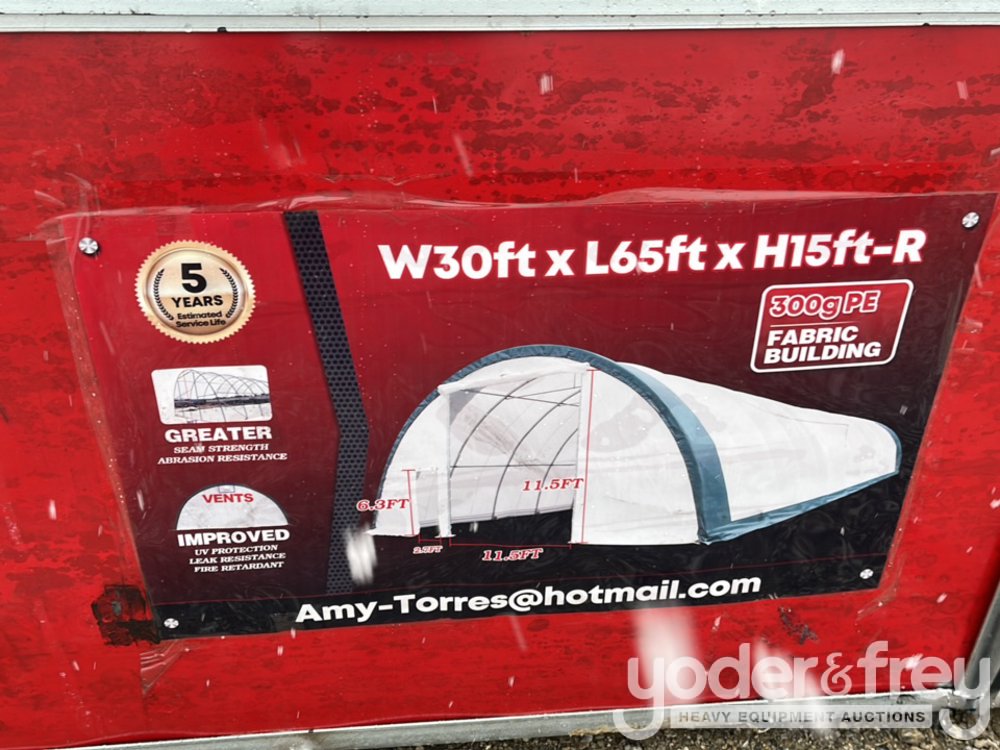 W30ft x L65ft x H15ft-R
300g PE
FABRIC
BUILDING
5
YEARS
Estimated
Service Life
GREATER
SEAM STRENGTH
ABRASION RESISTANCE
VENTS
IMPROVED
UV PROTECTION
LEAK RESISTANCE
FIRE RETARDANT
6.3FT
2.7FT
11.5FT
11.5FT
Amy-Torres@hotmail.com
yoder&frey
HEAVY EQUIPMENT AUCTIONS